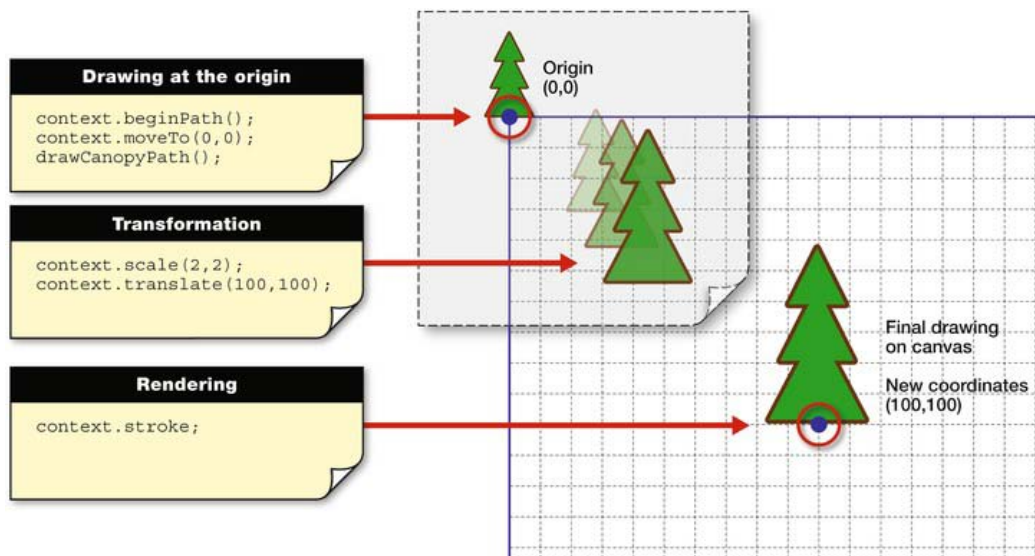 Drawing at the origin
context.beginPath();
context.moveTo(0,0);
drawCanopyPath();
Origin
(0,0)
Transformation
context.scale(2,2);
context.translate(100,100);
Rendering
context.stroke;
Final drawing
on canvas
New coordinates
(100,100)